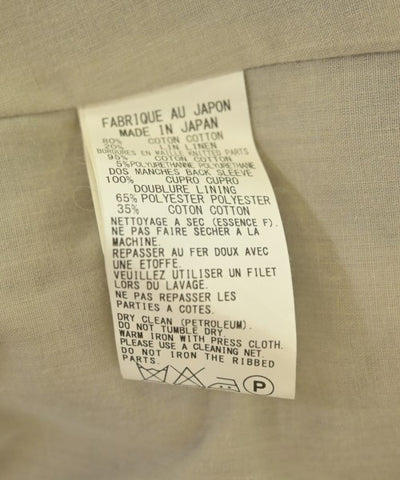 FABRIQUE AU JAPON
MADE IN JAPAN
80% COTON COTTON
20% LIN LINEN
BORDURES EN MAILLE KNITTED PARTS
95% COTON COTTON
5% POLYURETHANNE POLYURETHANE
DOS MANCHES BACK SLEEVE
100% CUPRO CUPRO
DOUBLURE LINING
65% POLYESTER POLYESTER
35% COTON COTTON
NETTOYAGE A SEC (ESSENCE F).
NE PAS FAIRE SECHER A LA
MACHINE.
REPASSER AU FER DOUX AVEC
UNE ETOFFE.
VEUILLEZ UTILISER UN FILET
LORS DU LAVAGE.
NE PAS REPASSER LES
PARTIES A COTES.
DRY CLEAN (PETROLEUM).
DO NOT TUMBLE DRY.
WARM IRON WITH PRESS CLOTH.
PLEASE USE A CLEANING NET.
DO NOT IRON THE RIBBED
PARTS.
P